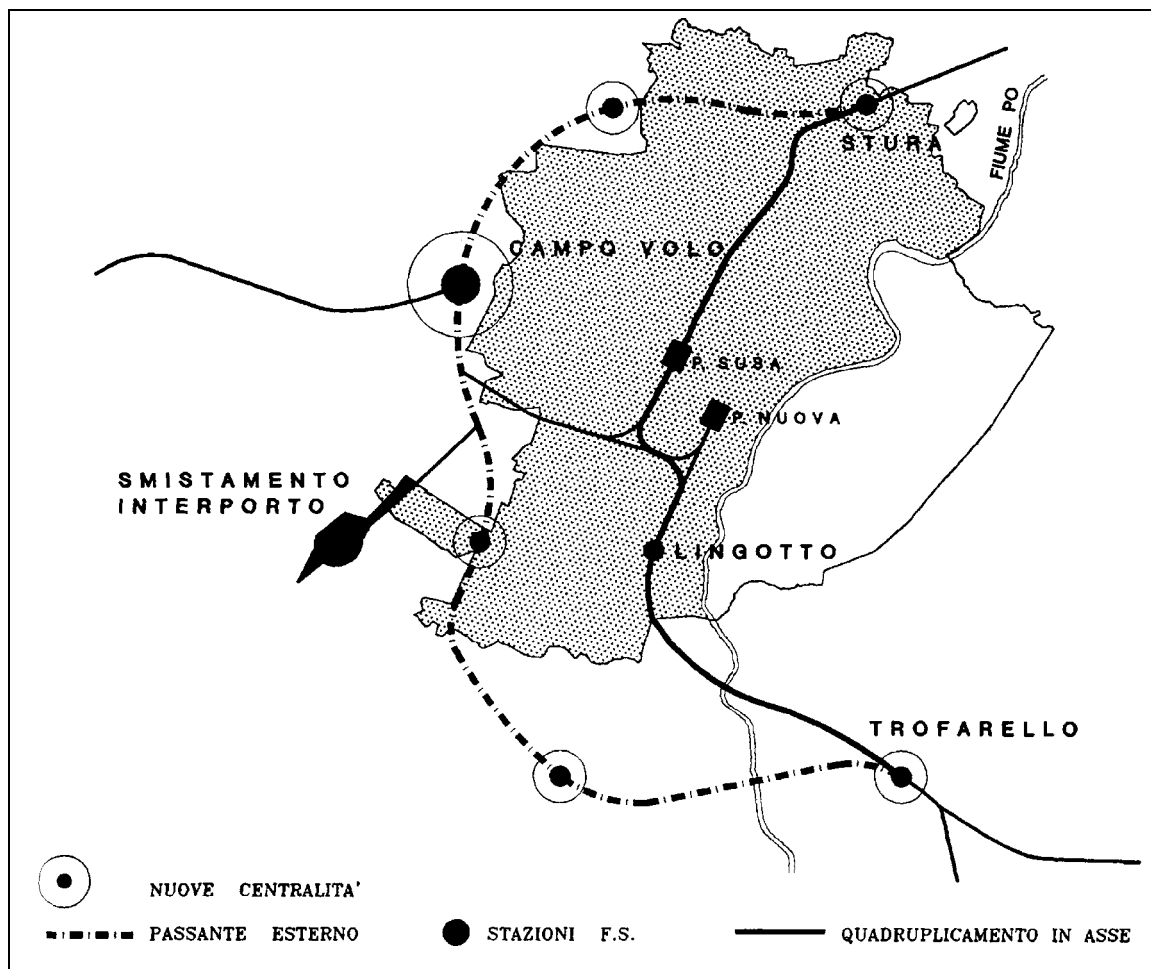 STURA
FIUME PO
CAMPO VOLO
P. SUSA
P. NUOVA
SMISTAMENTO
INTERPORTO
LINGOTTO
TROFARELLO
NUOVE CENTRALITA'
PASSANTE ESTERNO
STAZIONI F.S.
QUADRUPLICAMENTO IN ASSE